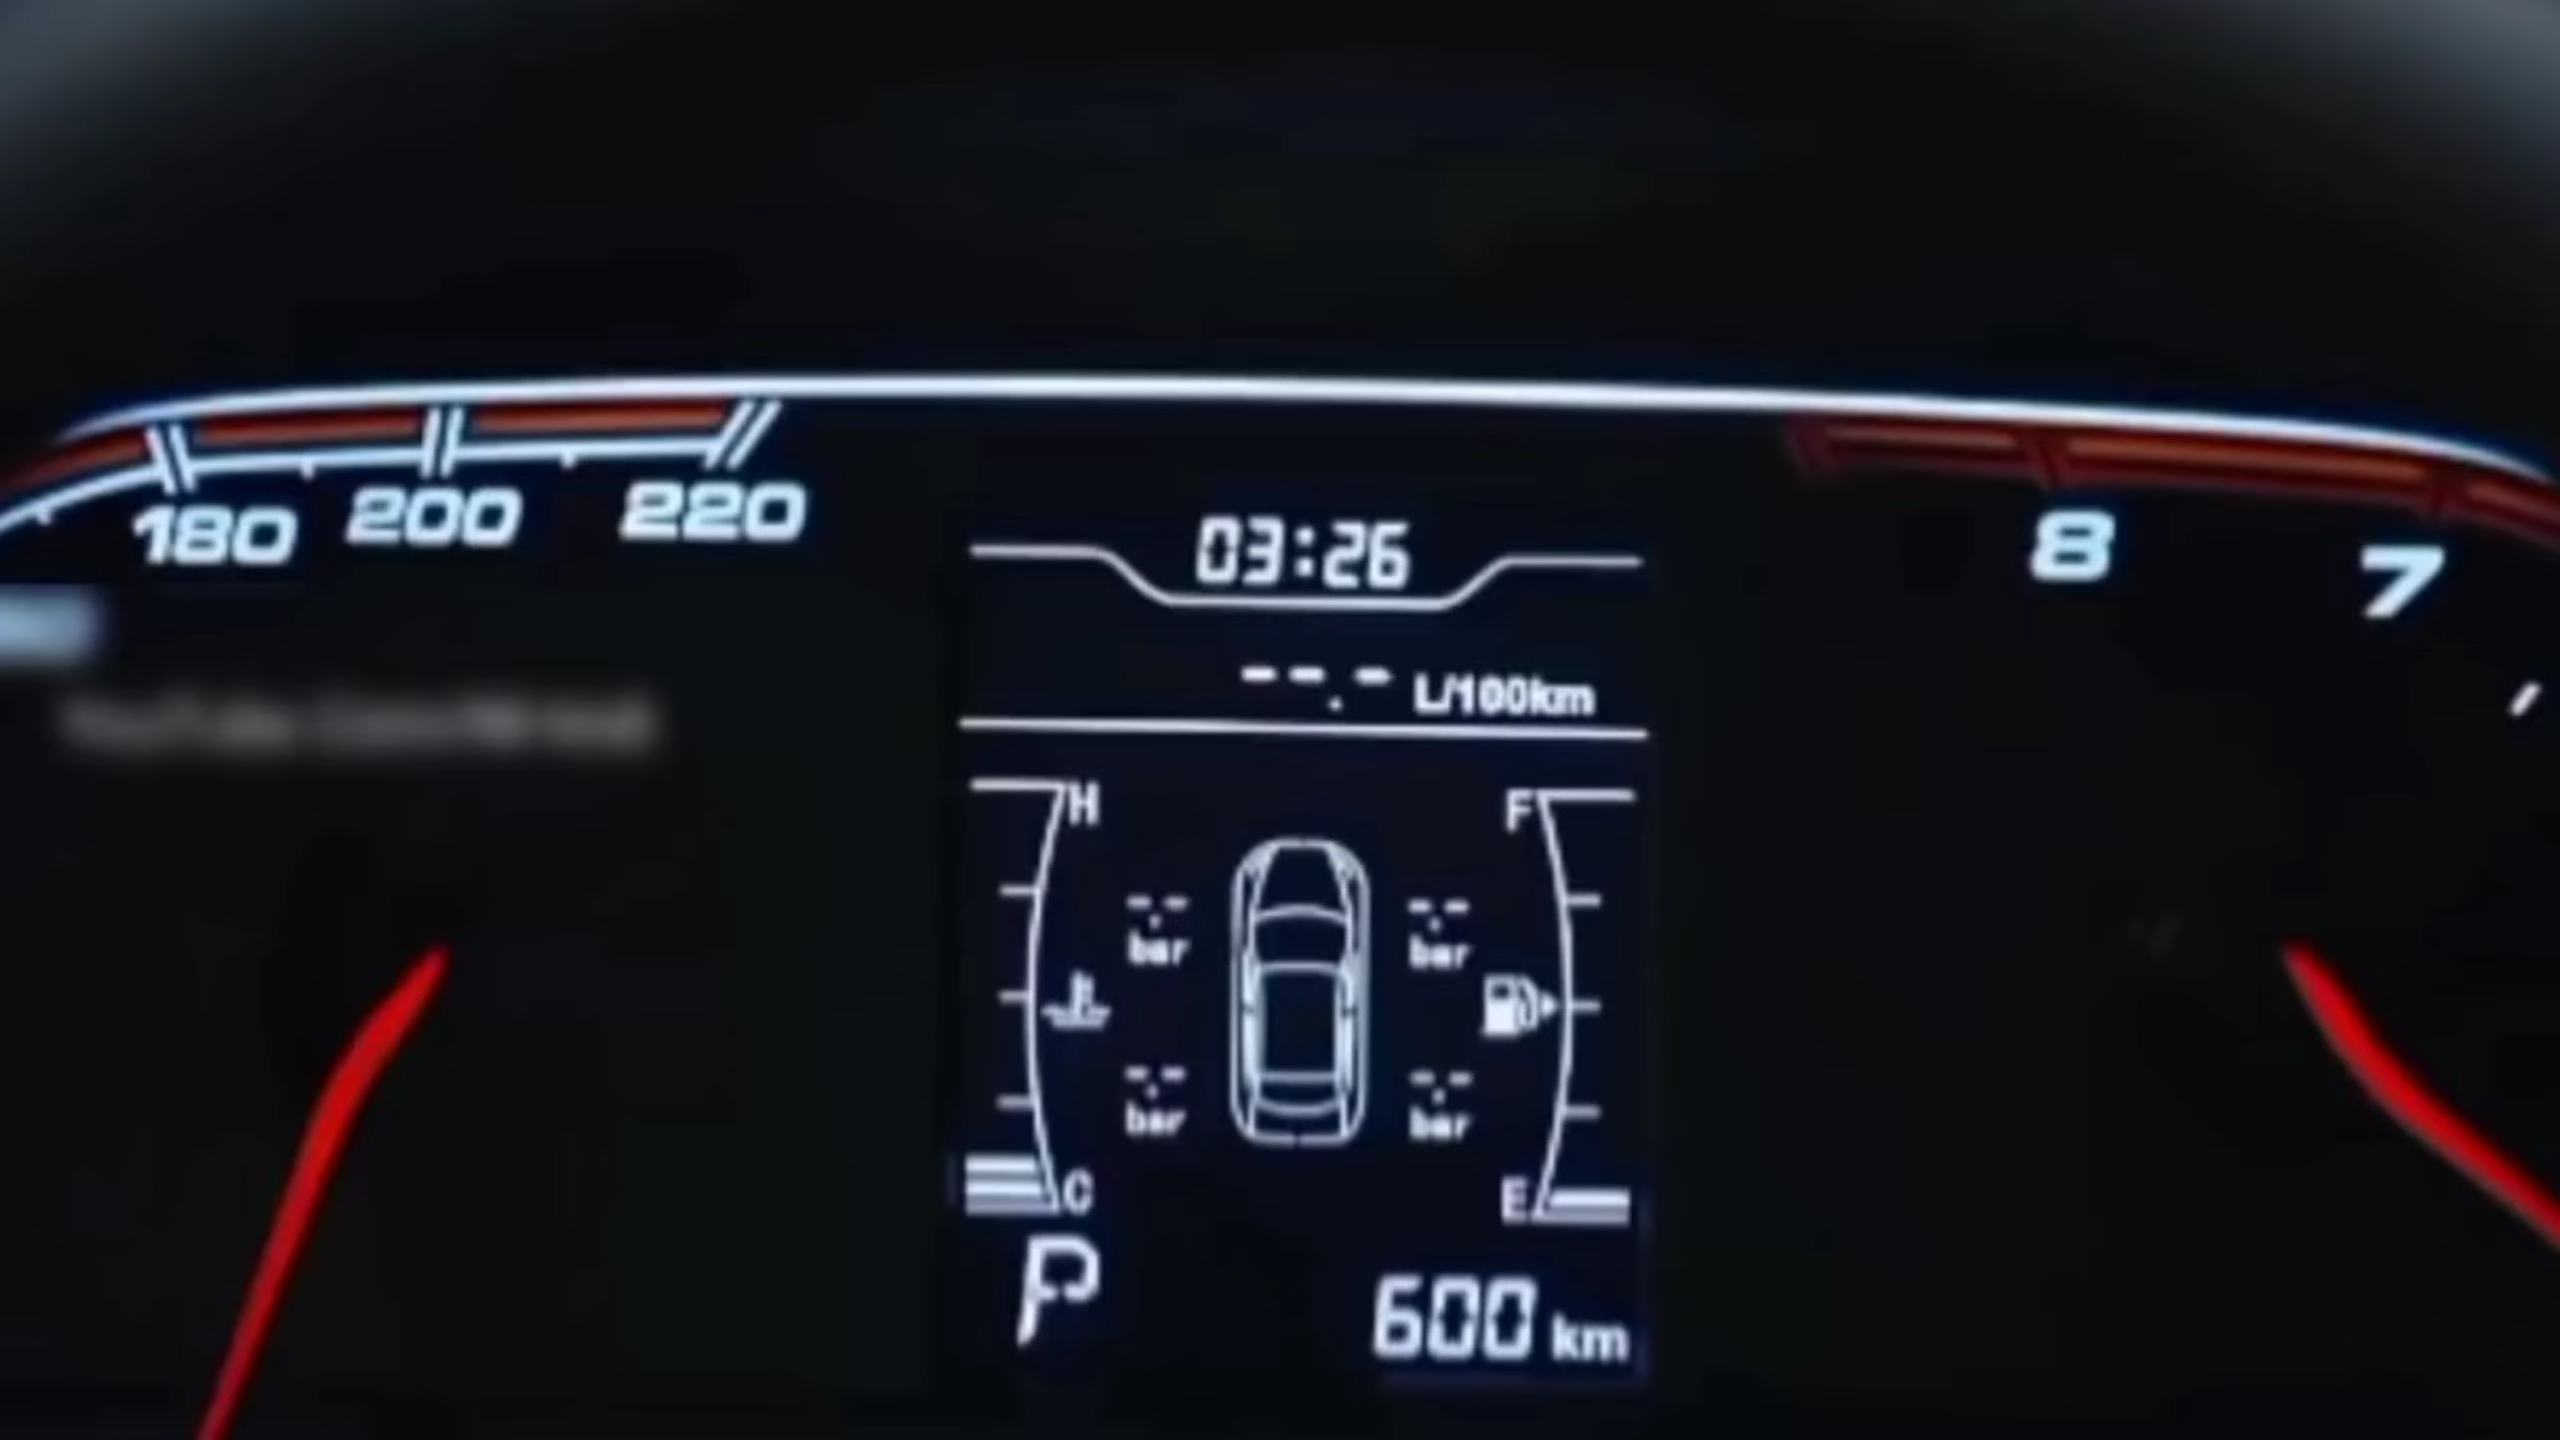 180 200 220
8 7
03:26
--.- L/100km
H F
-.- bar -.- bar
-.- bar -.- bar
C E
P
600 km